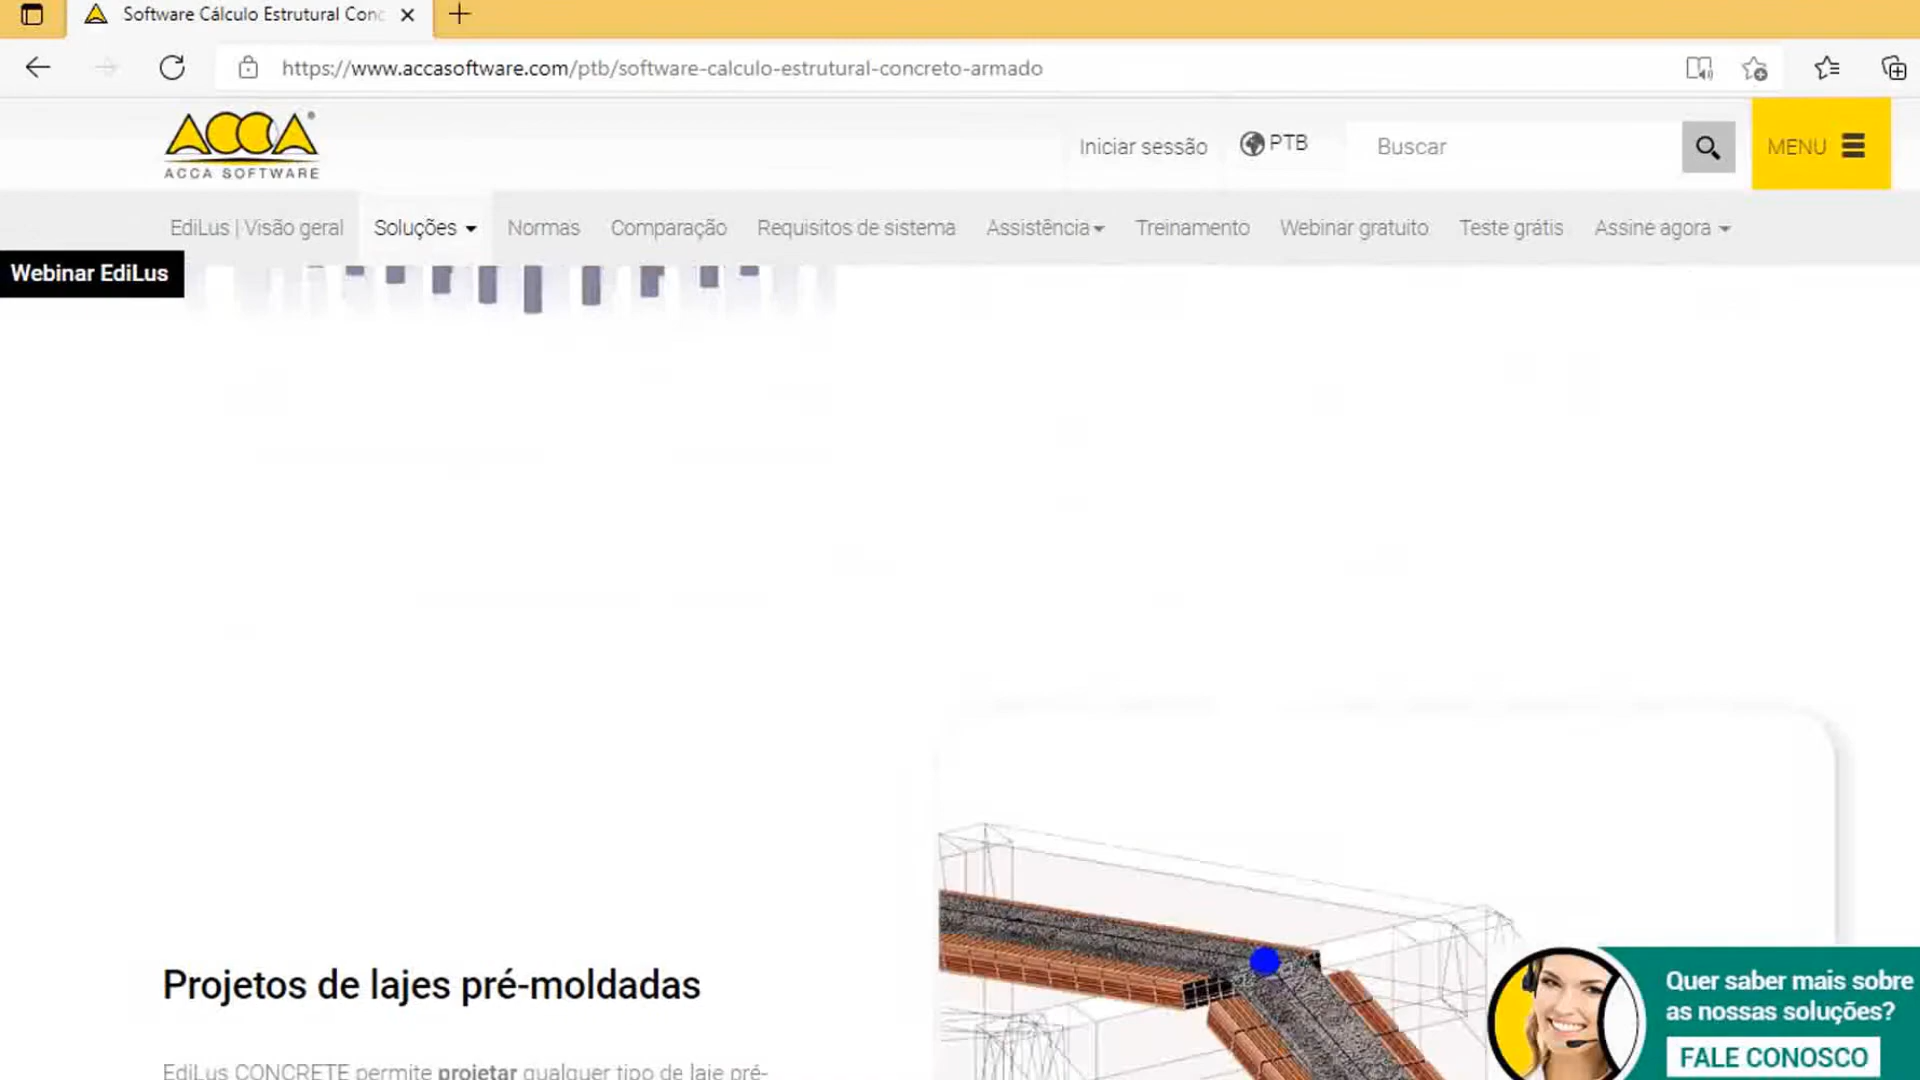 Software Cálculo Estrutural Conc
https://www.accasoftware.com/ptb/software-calculo-estrutural-concreto-armado
ACCA
ACCA SOFTWARE
Iniciar sessão
PTB
Buscar
MENU
EdiLus | Visão geral
Soluções
Normas
Comparação
Requisitos de sistema
Assistência
Treinamento
Webinar gratuito
Teste grátis
Assine agora
Webinar EdiLus
Projetos de lajes pré-moldadas
Quer saber mais sobre
as nossas soluções?
FALE CONOSCO
EdiLus CONCRETE permite projetar qualquer tipo de laje pré-